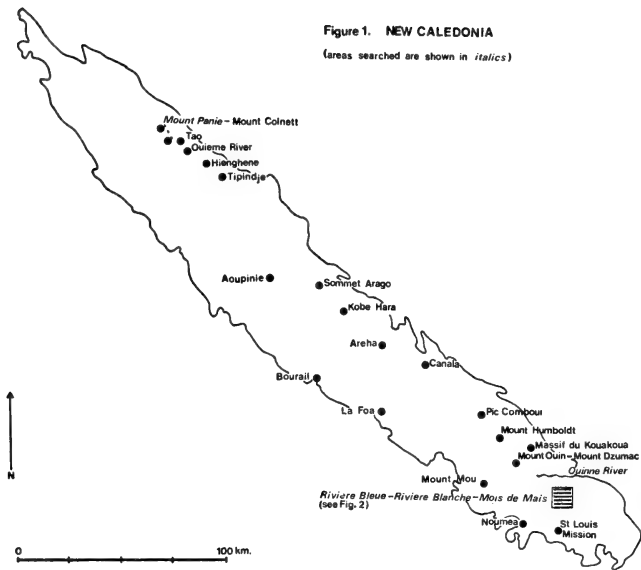 Figure 1. NEW CALEDONIA
(areas searched are shown in italics)
Mount Panie-Mount Colnett
Tao
Ouieme River
Hienghene
Tipindje
Aoupinie
Sommet Arago
Kobe Hara
Areha
Canala
Bourail
La Foa
Pic Combour
Mount Humboldt
Massif du Kouakoua
Mount Ouin-Mount Dzumac
Ouinne River
Mount Mou
Riviere Bleue-Riviere Blanche-Mois de Mais
(see Fig. 2)
Noumea
St Louis
Mission
N
0 100 km.